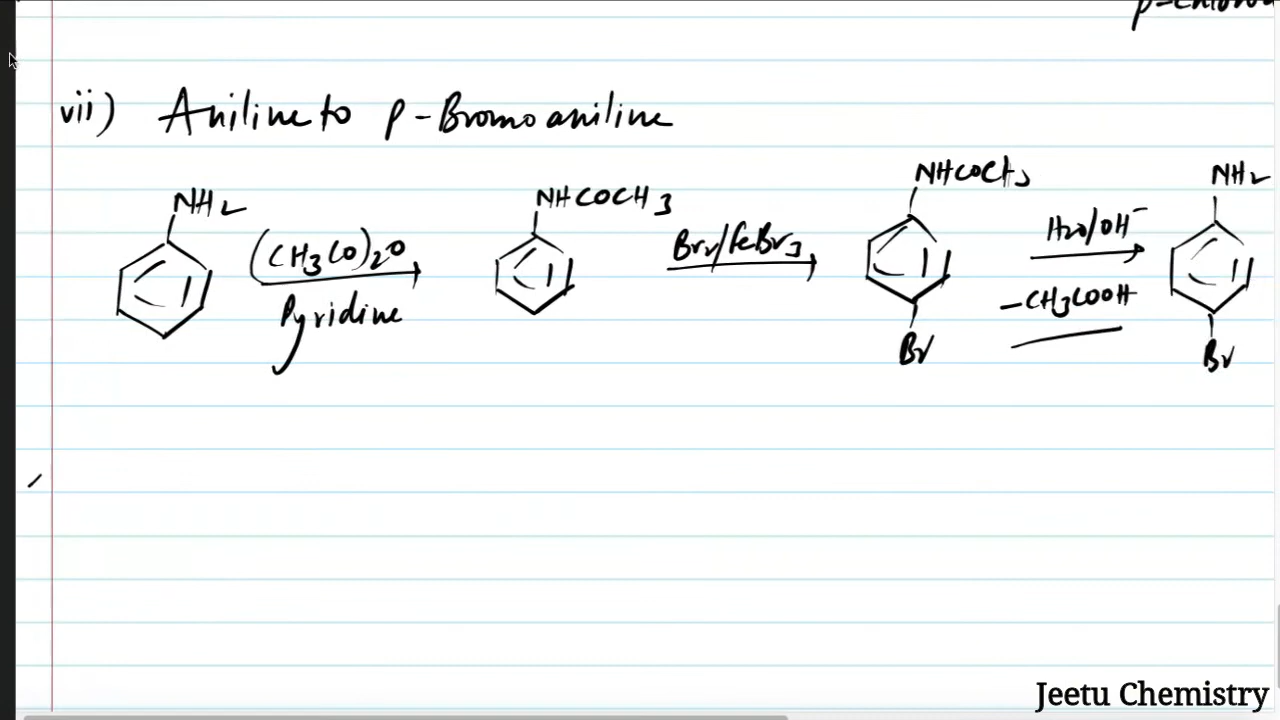 p-chloro
vii) Aniline to p-Bromoaniline
NH2 (CH3CO)2O Pyridine NHCOCH3 Br2/FeBr3 NHCOCH3 Br H2O/OH- -CH3COOH NH2 Br
Jeetu Chemistry